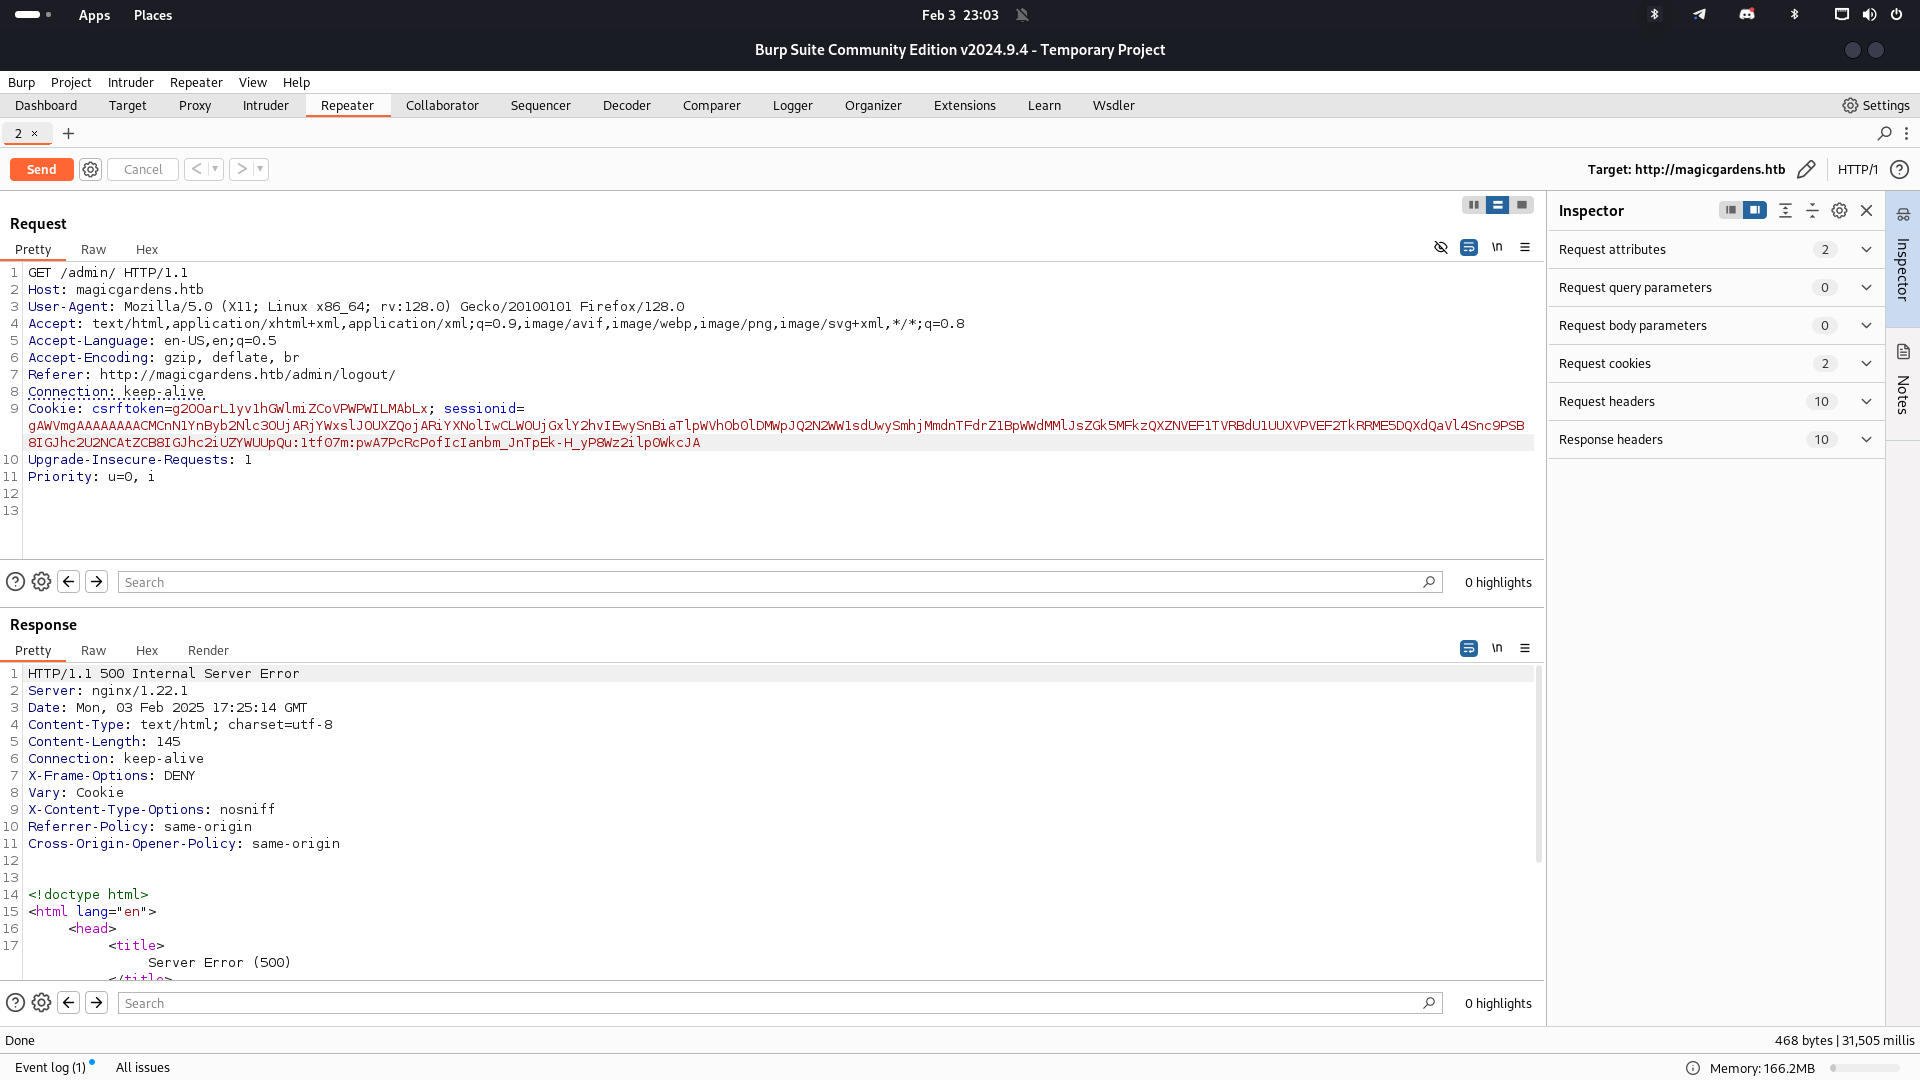 Apps Places Feb 3 23:03
Burp Suite Community Edition v2024.9.4 - Temporary Project
Burp Project Intruder Repeater View Help
Dashboard Target Proxy Intruder Repeater Collaborator Sequencer Decoder Comparer Logger Organizer Extensions Learn Wsdler Settings
2 × +
Send Cancel < > Target: http://magicgardens.htb HTTP/1
Request
Pretty Raw Hex \n
1 GET /admin/ HTTP/1.1
2 Host: magicgardens.htb
3 User-Agent: Mozilla/5.0 (X11; Linux x86_64; rv:128.0) Gecko/20100101 Firefox/128.0
4 Accept: text/html,application/xhtml+xml,application/xml;q=0.9,image/avif,image/webp,image/png,image/svg+xml,*/*;q=0.8
5 Accept-Language: en-US,en;q=0.5
6 Accept-Encoding: gzip, deflate, br
7 Referer: http://magicgardens.htb/admin/logout/
8 Connection: keep-alive
9 Cookie: csrftoken=g2OOarL1yv1hGWlmiZCoVPWPWILMAbLx; sessionid=
10 Upgrade-Insecure-Requests: 1
11 Priority: u=0, i
12
13
Search 0 highlights
Response
Pretty Raw Hex Render \n
1 HTTP/1.1 500 Internal Server Error
2 Server: nginx/1.22.1
3 Date: Mon, 03 Feb 2025 17:25:14 GMT
4 Content-Type: text/html; charset=utf-8
5 Content-Length: 145
6 Connection: keep-alive
7 X-Frame-Options: DENY
8 Vary: Cookie
9 X-Content-Type-Options: nosniff
10 Referrer-Policy: same-origin
11 Cross-Origin-Opener-Policy: same-origin
12
13
14 <!doctype html>
15 <html lang="en">
16 <head>
17 <title>
Server Error (500)
</title>
Search 0 highlights
Inspector
Request attributes 2
Request query parameters 0
Request body parameters 0
Request cookies 2
Request headers 10
Response headers 10
Inspector
Notes
Done 468 bytes | 31,505 millis
Event log (1) All issues Memory: 166.2MB